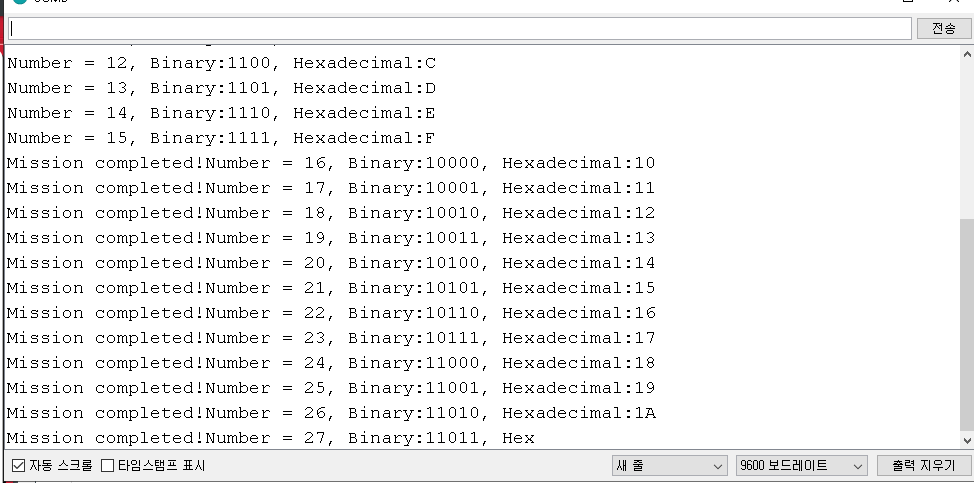 전송
Number = 12, Binary:1100, Hexadecimal:C
Number = 13, Binary:1101, Hexadecimal:D
Number = 14, Binary:1110, Hexadecimal:E
Number = 15, Binary:1111, Hexadecimal:F
Mission completed!Number = 16, Binary:10000, Hexadecimal:10
Mission completed!Number = 17, Binary:10001, Hexadecimal:11
Mission completed!Number = 18, Binary:10010, Hexadecimal:12
Mission completed!Number = 19, Binary:10011, Hexadecimal:13
Mission completed!Number = 20, Binary:10100, Hexadecimal:14
Mission completed!Number = 21, Binary:10101, Hexadecimal:15
Mission completed!Number = 22, Binary:10110, Hexadecimal:16
Mission completed!Number = 23, Binary:10111, Hexadecimal:17
Mission completed!Number = 24, Binary:11000, Hexadecimal:18
Mission completed!Number = 25, Binary:11001, Hexadecimal:19
Mission completed!Number = 26, Binary:11010, Hexadecimal:1A
Mission completed!Number = 27, Binary:11011, Hex
자동 스크롤 타임스탬프 표시 새 줄 9600 보드레이트 출력 지우기